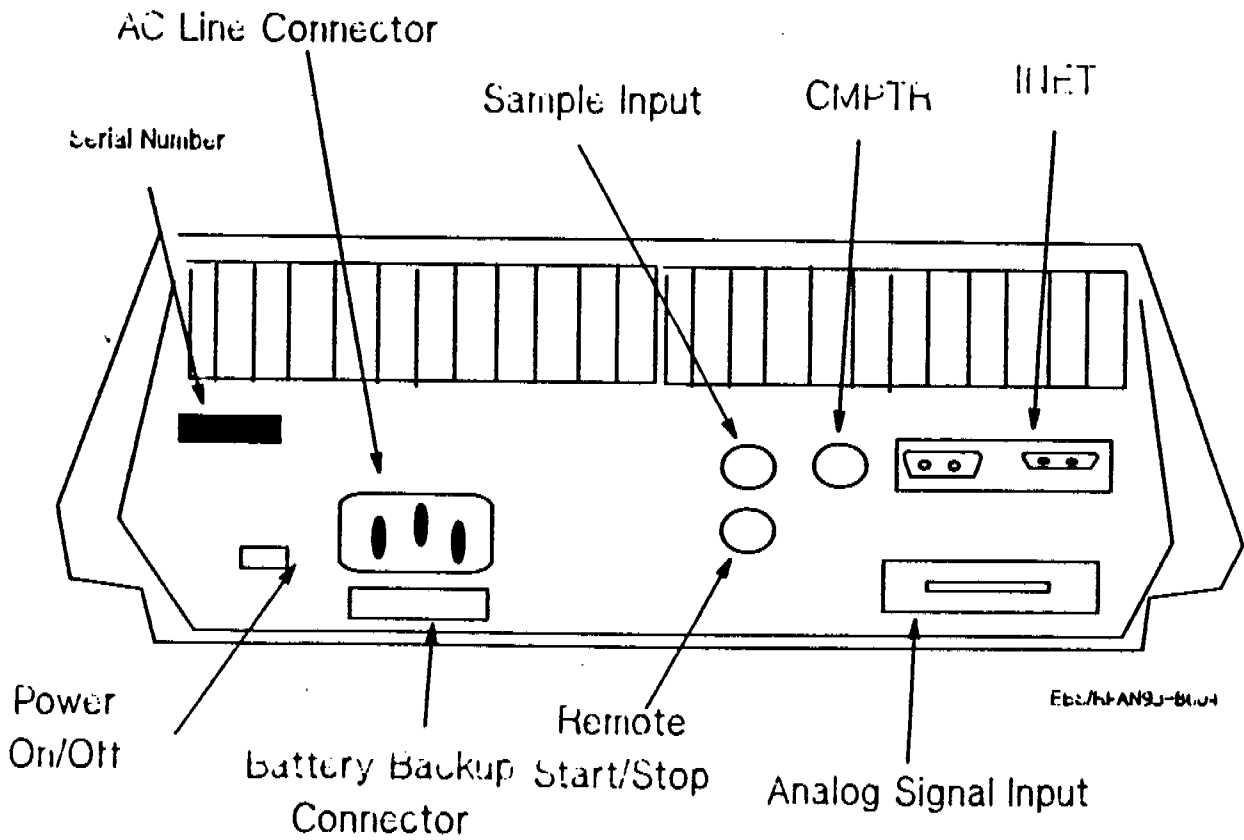 AC Line Connector
Sample Input
CMPTR
INET
Serial Number
Power
On/Off
Battery Backup
Connector
Remote
Start/Stop
Analog Signal Input